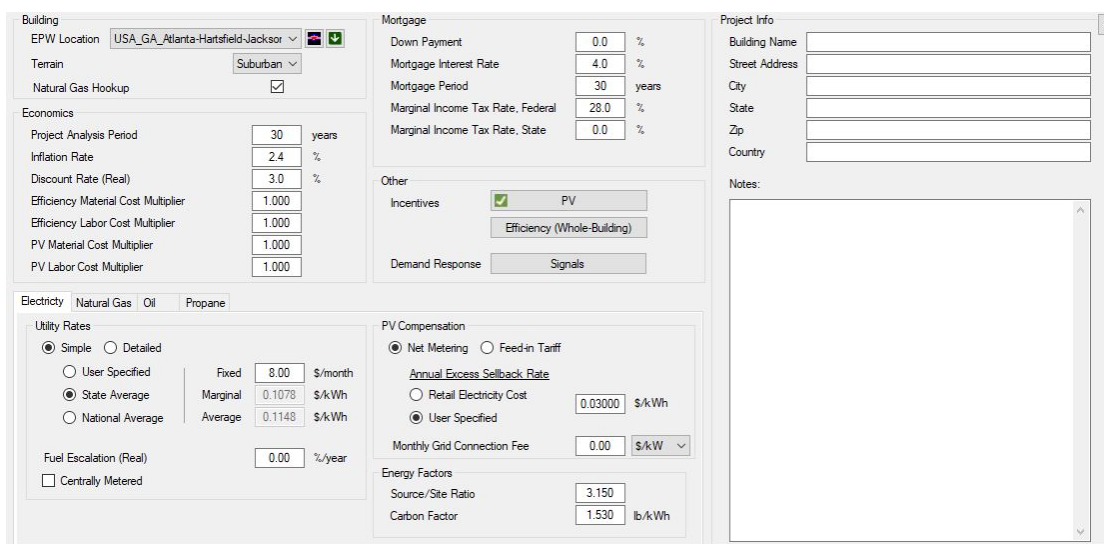 Building
EPW Location USA_GA_Atlanta-Hartsfield-Jacksor
Terrain Suburban
Natural Gas Hookup
Economics
Project Analysis Period 30 years
Inflation Rate 2.4 %
Discount Rate (Real) 3.0 %
Efficiency Material Cost Multiplier 1.000
Efficiency Labor Cost Multiplier 1.000
PV Material Cost Multiplier 1.000
PV Labor Cost Multiplier 1.000
Mortgage
Down Payment 0.0 %
Mortgage Interest Rate 4.0 %
Mortgage Period 30 years
Marginal Income Tax Rate, Federal 28.0 %
Marginal Income Tax Rate, State 0.0 %
Other
Incentives PV
Efficiency (Whole-Building)
Demand Response Signals
Project Info
Building Name
Street Address
City
State
Zip
Country
Notes:
Electricty Natural Gas Oil Propane
Utility Rates
Simple Detailed
User Specified Fixed 8.00 $/month
State Average Marginal 0.1078 $/kWh
National Average Average 0.1148 $/kWh
Fuel Escalation (Real) 0.00 %/year
Centrally Metered
PV Compensation
Net Metering Feed-in Tariff
Annual Excess Sellback Rate
Retail Electricity Cost
User Specified 0.03000 $/kWh
Monthly Grid Connection Fee 0.00 $/kW
Energy Factors
Source/Site Ratio 3.150
Carbon Factor 1.530 lb/kWh